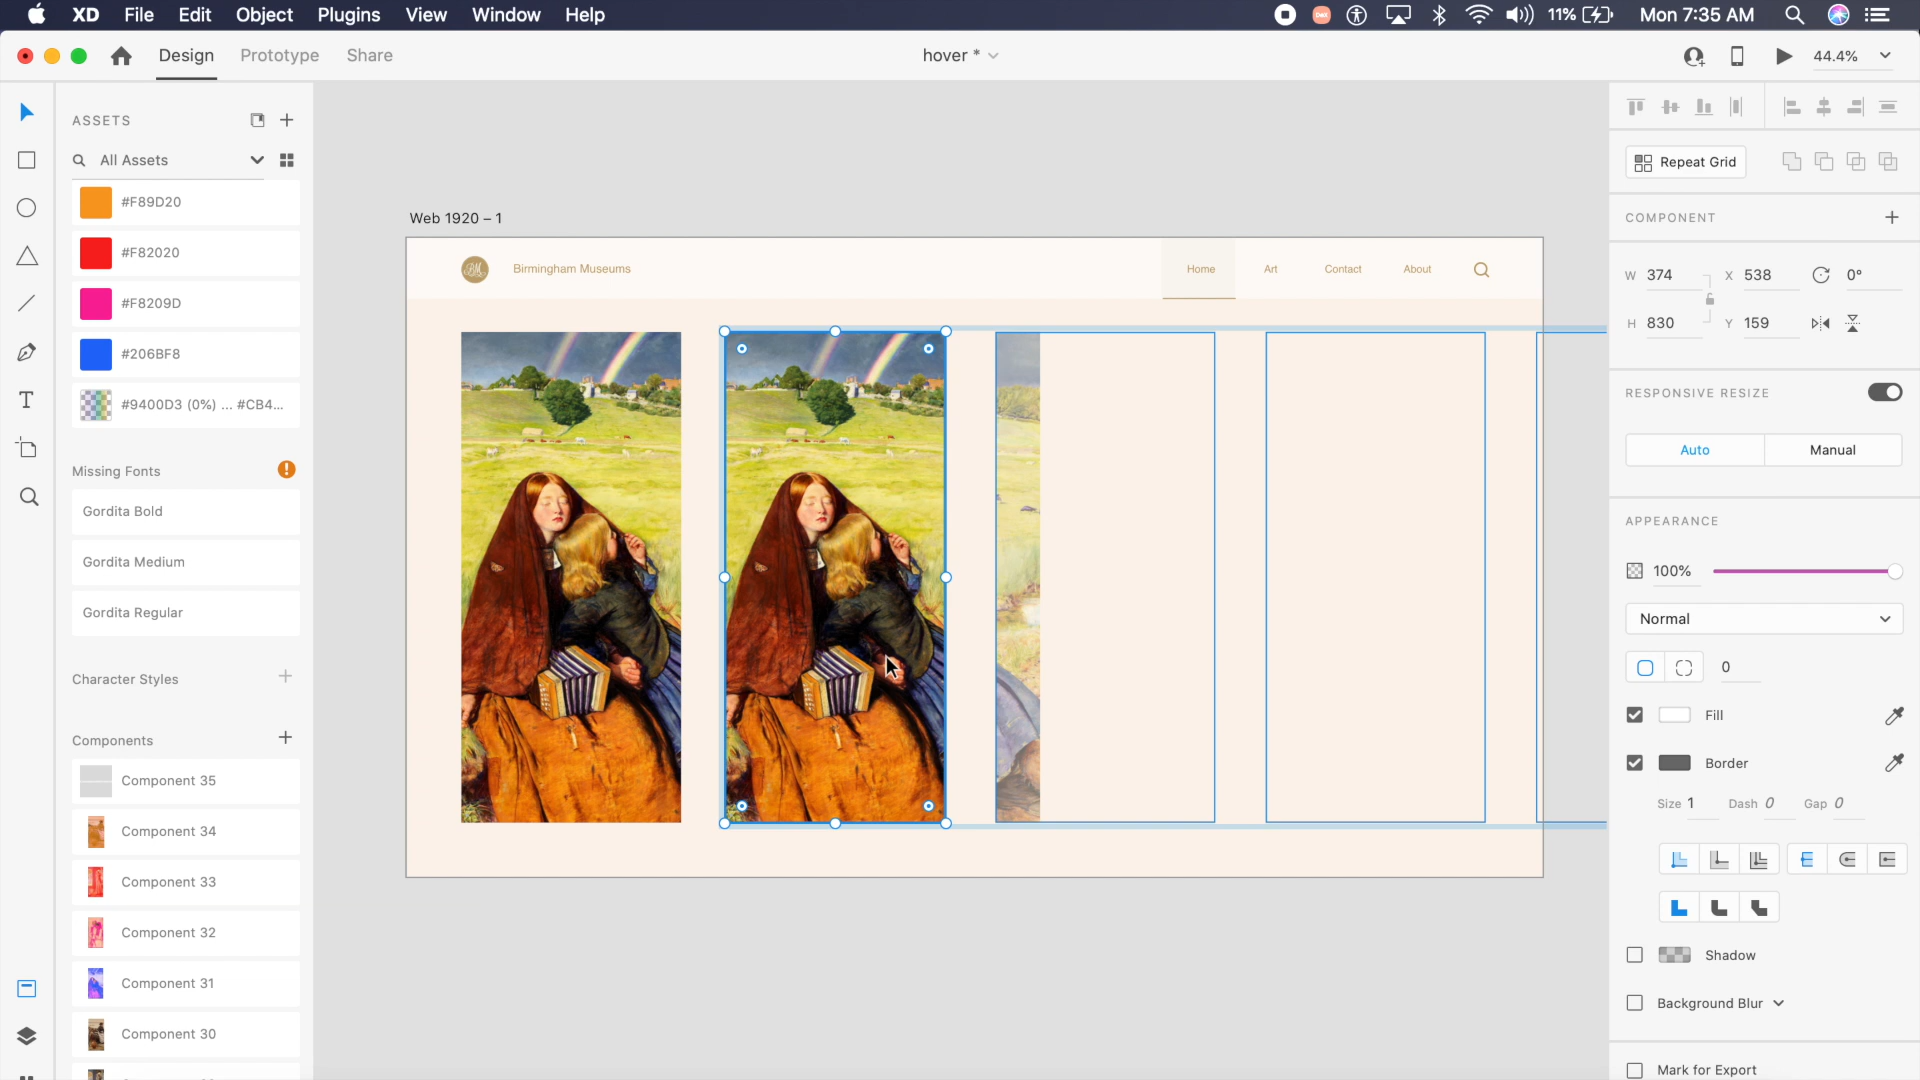 XD File Edit Object Plugins View Window Help
11% Mon 7:35 AM
Design Prototype Share
hover *
44.4%
ASSETS
All Assets
#F89D20
#F82020
#F8209D
#206BF8
#9400D3 (0%) ... #CB4...
Missing Fonts
Gordita Bold
Gordita Medium
Gordita Regular
Character Styles
Components
Component 35
Component 34
Component 33
Component 32
Component 31
Component 30
Web 1920 – 1
BM Birmingham Museums Home Art Contact About
Repeat Grid
COMPONENT
W 374 X 538 0°
H 830 Y 159
RESPONSIVE RESIZE
Auto Manual
APPEARANCE
100%
Normal
0
Fill
Border
Size 1 Dash 0 Gap 0
Shadow
Background Blur
Mark for Export